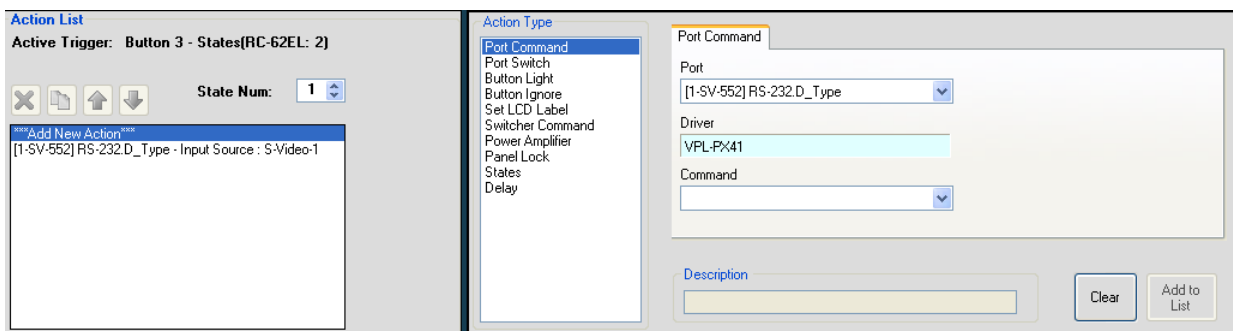 Action List
Active Trigger: Button 3 - States(RC-62EL: 2)
State Num: 1
***Add New Action***
[1-SV-552] RS-232.D_Type - Input Source : S-Video-1
Action Type
Port Command
Port Switch
Button Light
Button Ignore
Set LCD Label
Switcher Command
Power Amplifier
Panel Lock
States
Delay
Port Command
Port
[1-SV-552] RS-232.D_Type
Driver
VPL-PX41
Command
Description
Clear
Add to
List